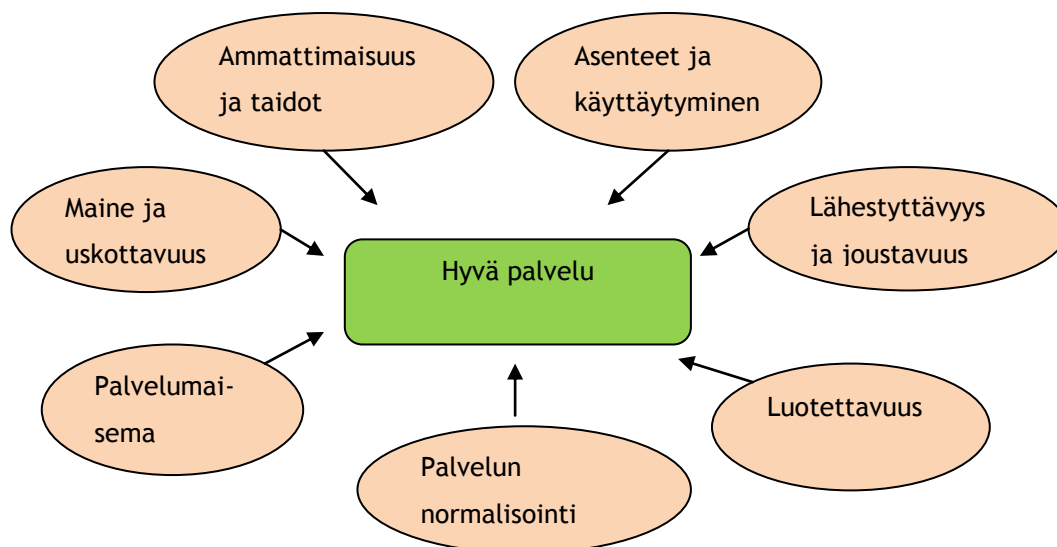 Ammattimaisuus
ja taidot
Asenteet ja
käyttäytyminen
Maine ja
uskottavuus
Lähestyttävyys
ja joustavuus
Hyvä palvelu
Palvelumai-
sema
Luotettavuus
Palvelun
normalisointi